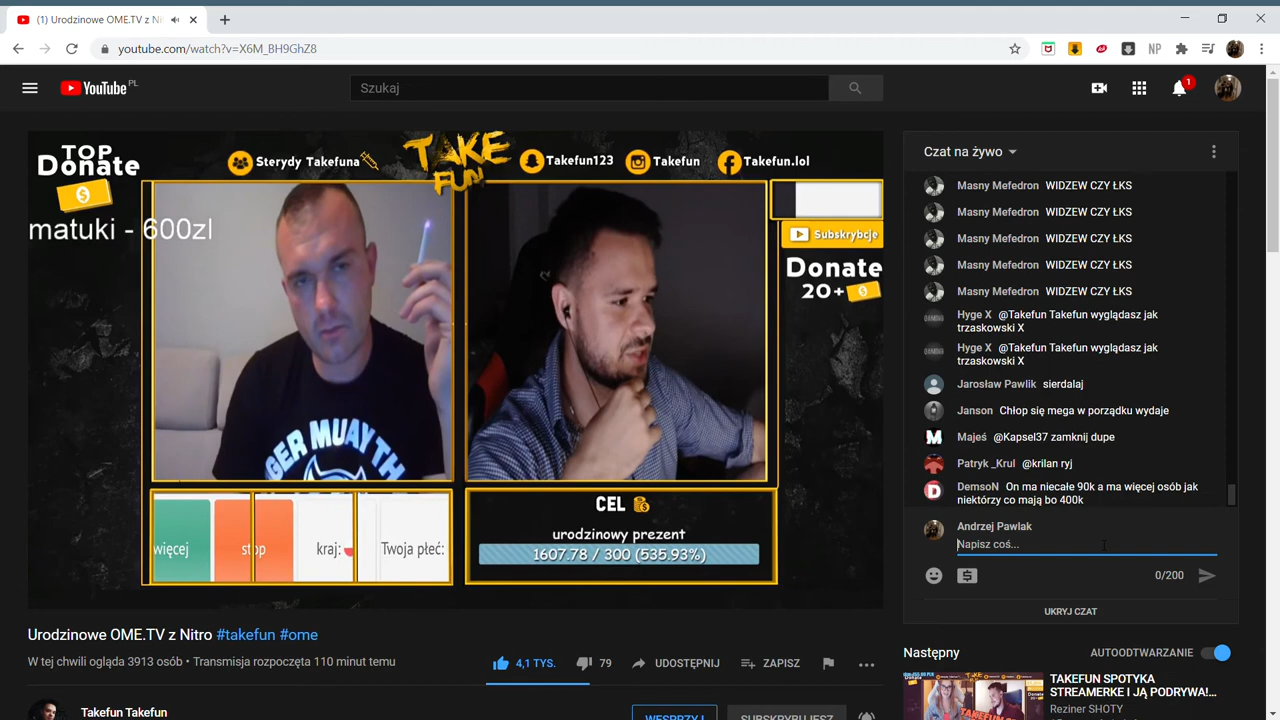 (1) Urodzinowe OME.TV z Ni
youtube.com/watch?v=X6M_BH9GhZ8
NP
YouTube PL
Szukaj
1
TOP
Donate
matuki - 600zl
Sterydy Takefuna
TAKE
FUN
Takefun123
Takefun
Takefun.lol
Subskrybcje
Donate
20+
GER MUAY TH
więcej
stop
kraj:
Twoja płeć:
CEL
urodzinowy prezent
1607.78 / 300 (535.93%)
Czat na żywo
Masny Mefedron WIDZEW CZY ŁKS
Masny Mefedron WIDZEW CZY ŁKS
Masny Mefedron WIDZEW CZY ŁKS
Masny Mefedron WIDZEW CZY ŁKS
Masny Mefedron WIDZEW CZY ŁKS
Hyge X @Takefun Takefun wyglądasz jak
trzaskowski X
Hyge X @Takefun Takefun wyglądasz jak
trzaskowski X
Jarosław Pawlik sierdalaj
Janson Chłop się mega w porządku wydaje
Majeś @Kapsel37 zamknij dupe
Patryk _Krul @krilan ryj
DemsoN On ma niecałe 90k a ma więcej osób jak
niektórzy co mają bo 400k
Andrzej Pawlak
Napisz coś...
0/200
UKRYJ CZAT
Urodzinowe OME.TV z Nitro #takefun #ome
W tej chwili ogląda 3913 osób • Transmisja rozpoczęta 110 minut temu
4,1 TYS.
79
UDOSTĘPNIJ
ZAPISZ
Następny
AUTOODTWARZANIE
TAKEFUN SPOTYKA
STREAMERKE I JĄ PODRYWA!...
Reziner SHOTY
Takefun Takefun
WESPRZYJ
SUBSKRYBUJESZ